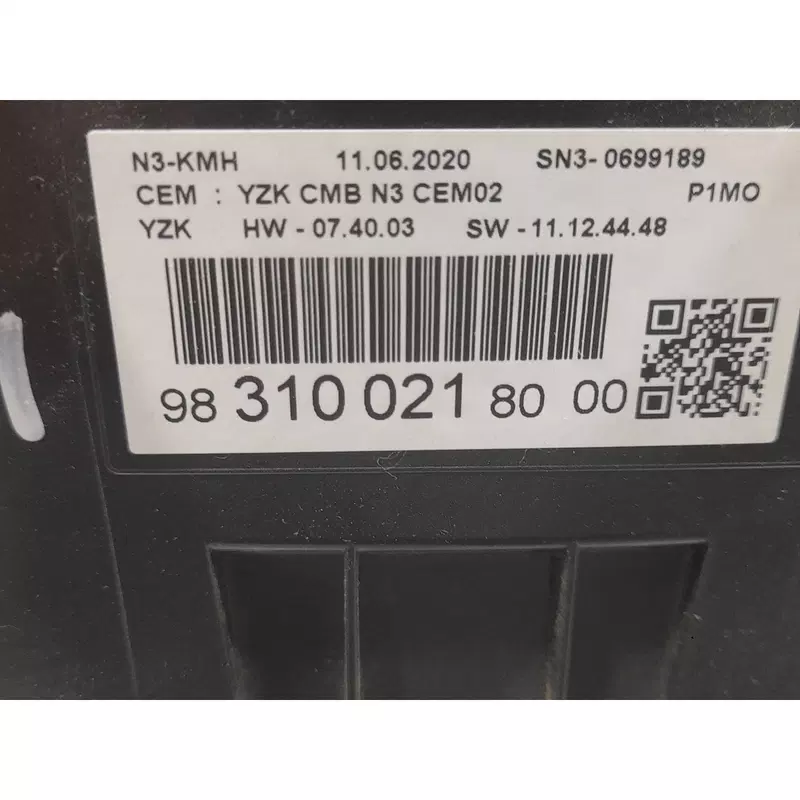 N3-KMH 11.06.2020 SN3- 0699189
CEM : YZK CMB N3 CEM02 P1MO
YZK HW - 07.40.03 SW - 11.12.44.48
98 310 021 80 00